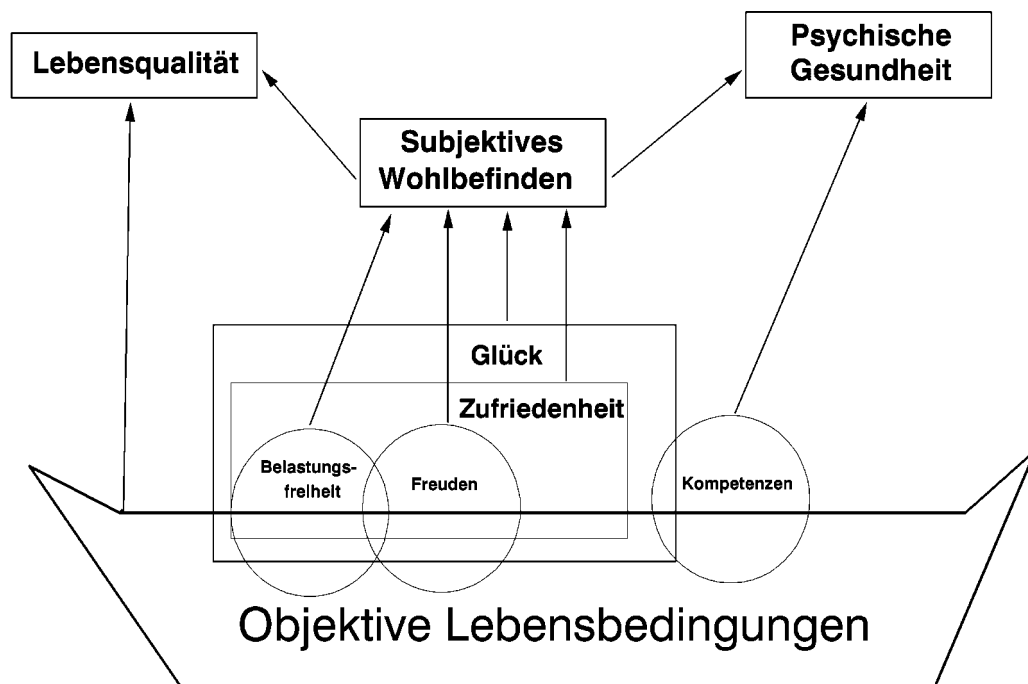 Lebensqualität
Psychische
Gesundheit
Subjektives
Wohlbefinden
Glück
Zufriedenheit
Belastungs-
freiheit
Freuden
Kompetenzen
Objektive Lebensbedingungen